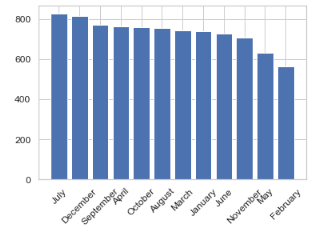 800
600
400
200
0
July
December
September
April
October
August
March
January
June
November
May
February